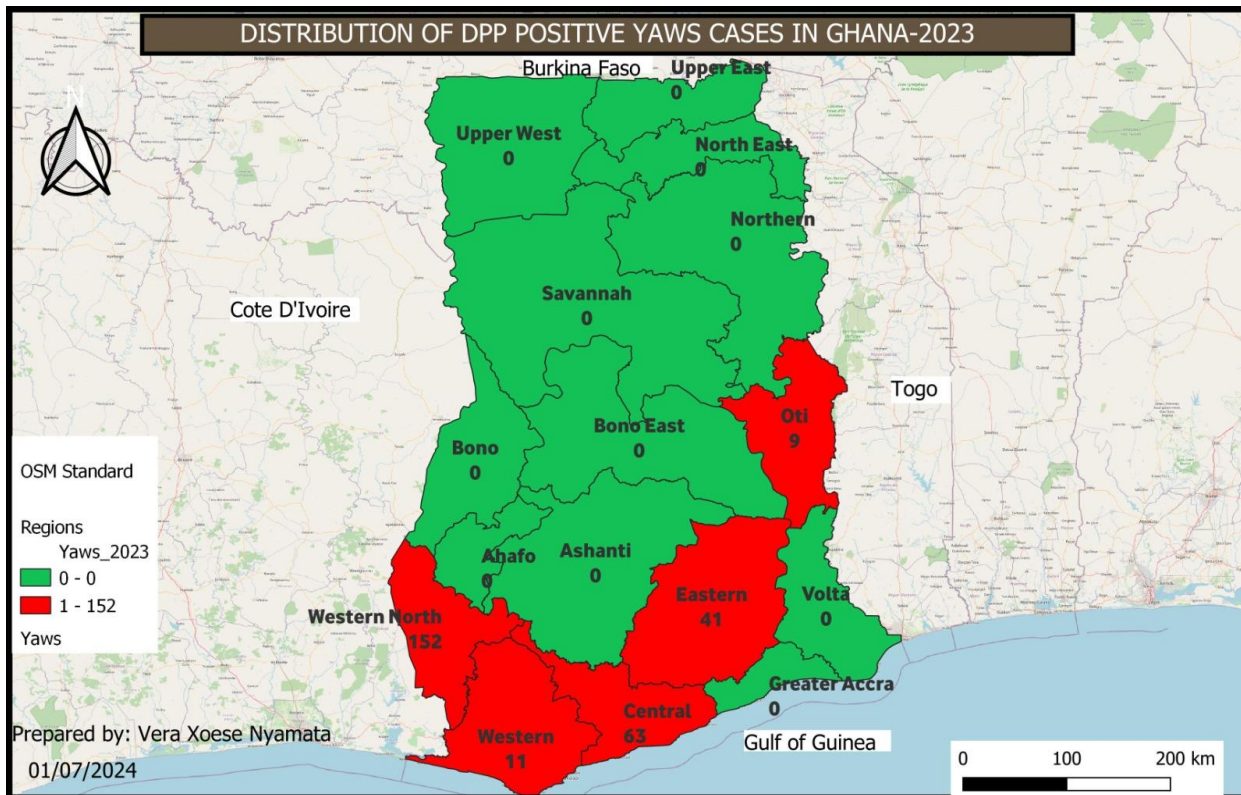 DISTRIBUTION OF DPP POSITIVE YAWS CASES IN GHANA-2023
Burkina Faso
Upper East
0
N
Upper West
0
North East
0
Northern
0
Savannah
0
Cote D'Ivoire
Togo
Oti
9
Bono East
0
Bono
0
OSM Standard
Regions
Yaws_2023
0 - 0
1 - 152
Yaws
Ahafo
0
Ashanti
0
Eastern
41
Volta
0
Western North
152
Greater Accra
0
Central
63
Western
11
Gulf of Guinea
Prepared by: Vera Xoese Nyamata
01/07/2024
0 100 200 km